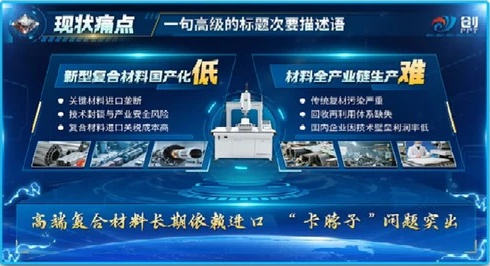 现状痛点
一句高级的标题次要描述语
创
新型复合材料国产化低
关键材料进口垄断
技术封锁与产业安全风险
复合材料进口关税成本高
材料全产业链生产难
传统复材污染严重
回收再利用体系缺失
国内企业因技术壁垒利润率低
高端复合材料长期依赖进口 “卡脖子”问题突出